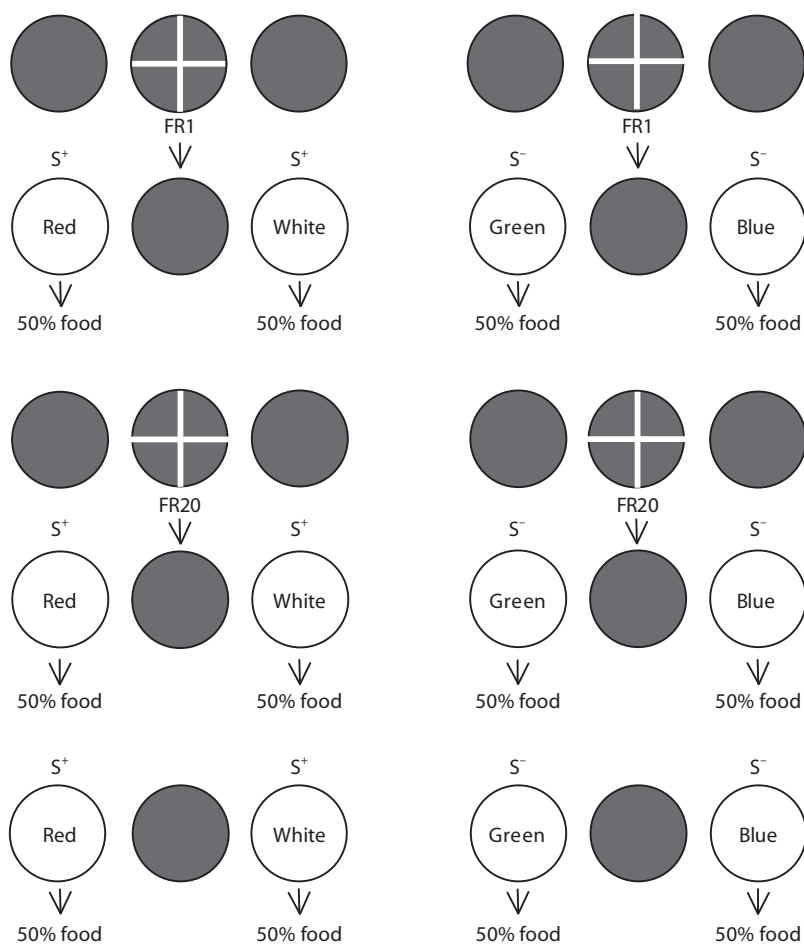 FR1 FR1
S⁺ S⁺ S⁻ S⁻
Red White Green Blue
50% food 50% food 50% food 50% food
FR20 FR20
S⁺ S⁺ S⁻ S⁻
Red White Green Blue
50% food 50% food 50% food 50% food
S⁺ S⁺ S⁻ S⁻
Red White Green Blue
50% food 50% food 50% food 50% food